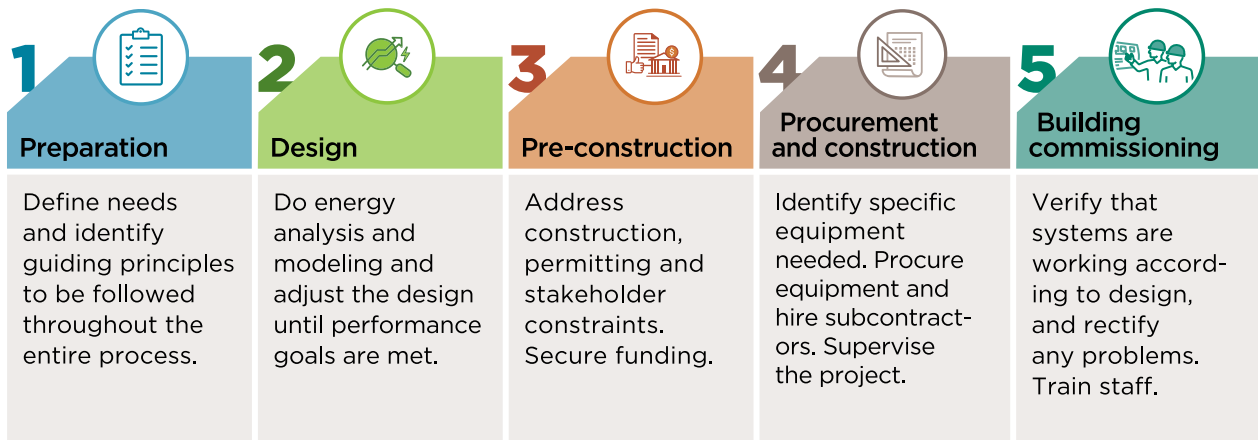 1
Preparation
Define needs
and identify
guiding principles
to be followed
throughout the
entire process.
2
Design
Do energy
analysis and
modeling and
adjust the design
until performance
goals are met.
3
Pre-construction
Address
construction,
permitting and
stakeholder
constraints.
Secure funding.
4
Procurement
and construction
Identify specific
equipment
needed. Procure
equipment and
hire subcontract-
ors. Supervise
the project.
5
Building
commissioning
Verify that
systems are
working accord-
ing to design,
and rectify
any problems.
Train staff.